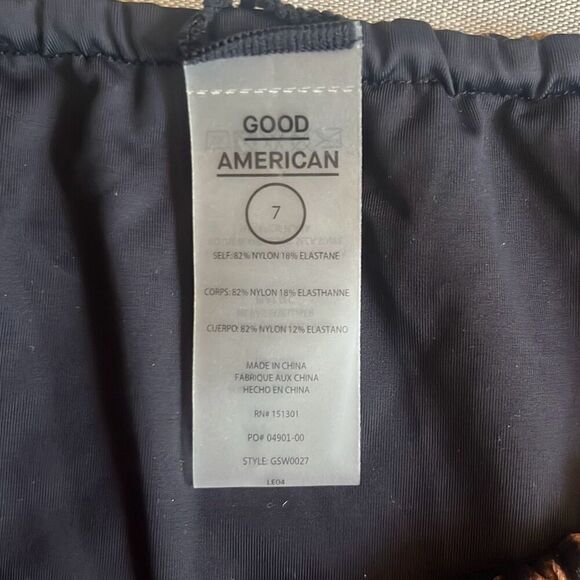 GOOD
AMERICAN
7
SELF: 82% NYLON 18% ELASTANE
CORPS: 82% NYLON 18% ELASTHANNE
CUERPO: 82% NYLON 12% ELASTANO
MADE IN CHINA
FABRIQUE AUX CHINA
HECHO EN CHINA
RN# 151301
PO# 04901-00
STYLE: GSW0027
LE04